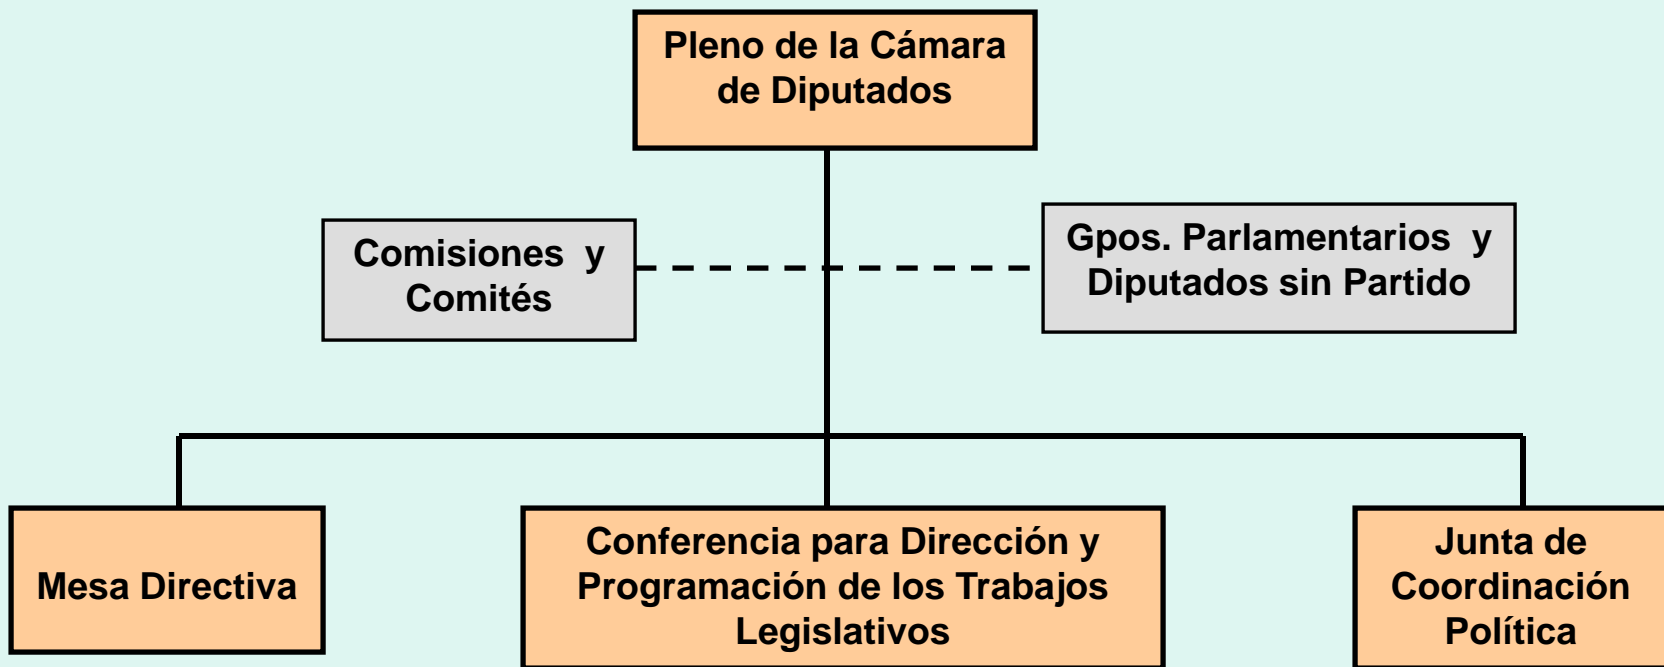 Pleno de la Cámara
de Diputados
Comisiones y
Comités
Gpos. Parlamentarios y
Diputados sin Partido
Mesa Directiva
Conferencia para Dirección y
Programación de los Trabajos
Legislativos
Junta de
Coordinación
Política